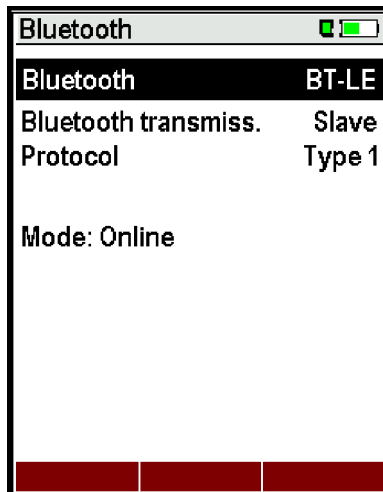 Bluetooth
Bluetooth BT-LE
Bluetooth transmiss. Slave
Protocol Type 1
Mode: Online